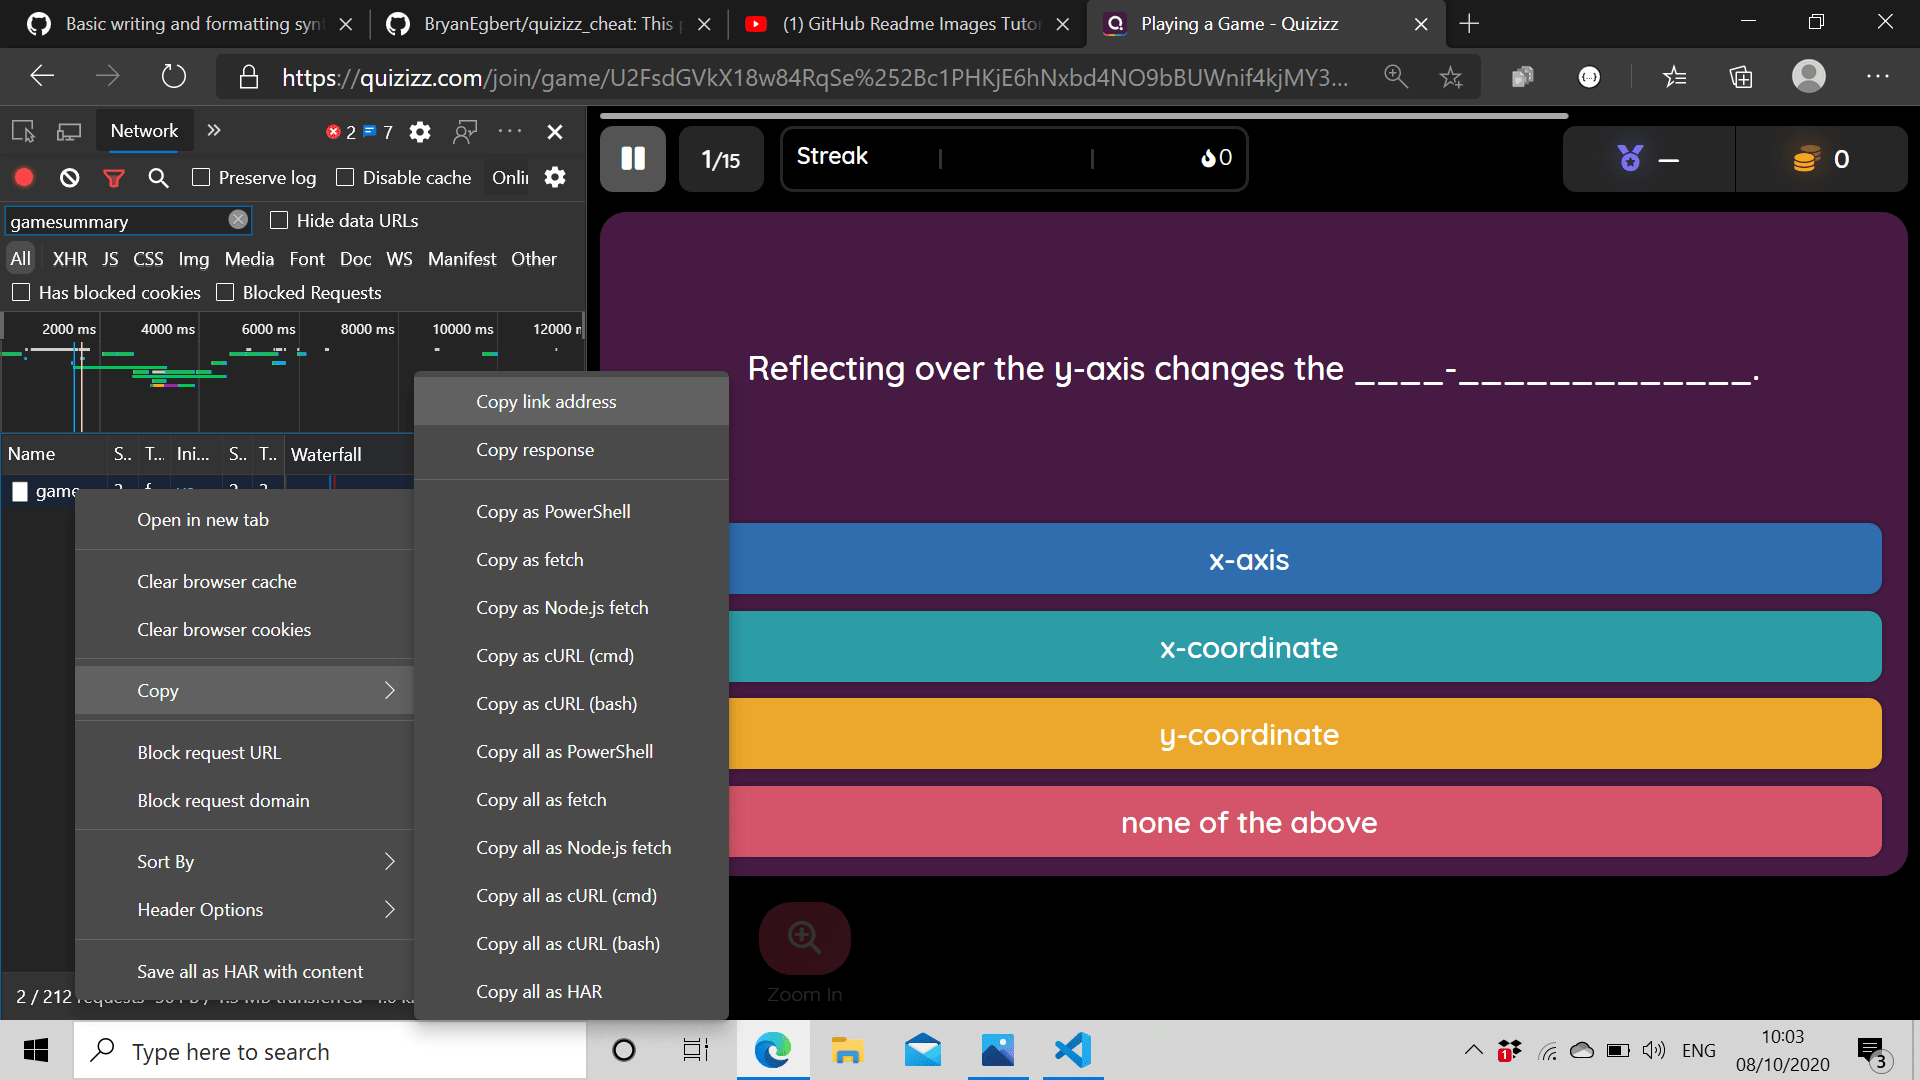 Basic writing and formatting syn
BryanEgbert/quizizz_cheat: This p
(1) GitHub Readme Images Tutor
Playing a Game - Quizizz
https://quizizz.com/join/game/U2FsdGVkX18w84RqSe%252Bc1PHKjE6hNxbd4NO9bBUWnif4kjMY3...
Network
2
7
Preserve log
Disable cache
Onli
gamesummary
Hide data URLs
All
XHR
JS
CSS
Img
Media
Font
Doc
WS
Manifest
Other
Has blocked cookies
Blocked Requests
2000 ms
4000 ms
6000 ms
8000 ms
10000 ms
12000 m
Name
S..
T..
Ini...
S..
T..
Waterfall
game
Open in new tab
Clear browser cache
Clear browser cookies
Copy
Block request URL
Block request domain
Sort By
Header Options
Save all as HAR with content
2 / 212 requests
Copy link address
Copy response
Copy as PowerShell
Copy as fetch
Copy as Node.js fetch
Copy as cURL (cmd)
Copy as cURL (bash)
Copy all as PowerShell
Copy all as fetch
Copy all as Node.js fetch
Copy all as cURL (cmd)
Copy all as cURL (bash)
Copy all as HAR
1/15
Streak
0
—
0
Reflecting over the y-axis changes the ____-_____________.
x-axis
x-coordinate
y-coordinate
none of the above
Zoom In
Type here to search
1
ENG
10:03
08/10/2020
3